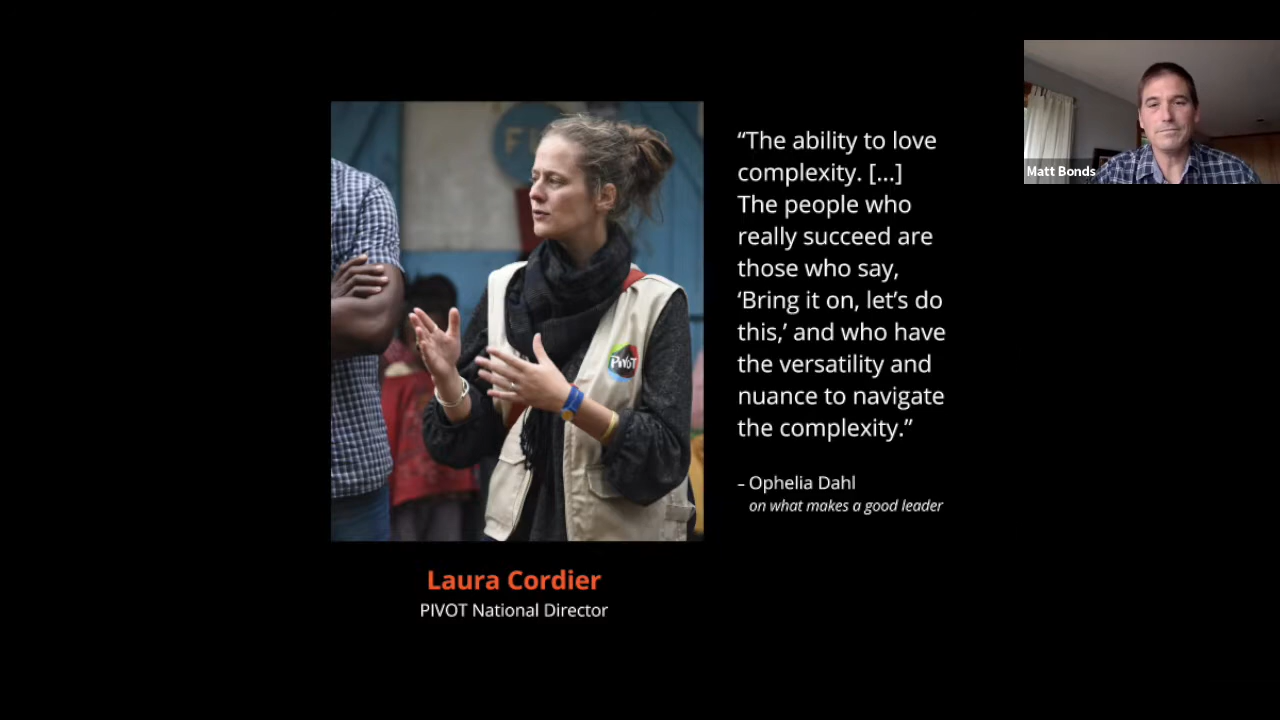 “The ability to love
complexity. [...]
The people who
really succeed are
those who say,
‘Bring it on, let’s do
this,’ and who have
the versatility and
nuance to navigate
the complexity.”
– Ophelia Dahl
on what makes a good leader
PIVOT
Laura Cordier
PIVOT National Director
Matt Bonds